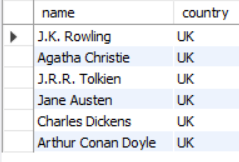 name country
J.K. Rowling UK
Agatha Christie UK
J.R.R. Tolkien UK
Jane Austen UK
Charles Dickens UK
Arthur Conan Doyle UK